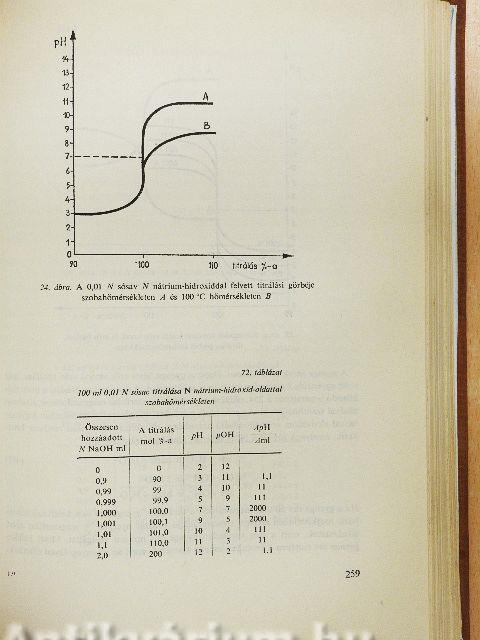 pH
14
13
12
11
10
9
8
7
6
5
4
3
2
1
0
A
B
90
100
110
titrálás %-a
24. ábra. A 0,01 N sósav N nátrium-hidroxiddal felvett titrálási görbéje
szobahőmérsékleten A és 100 °C hőmérsékleten B
72. táblázat
100 ml 0,01 N sósav titrálása N nátrium-hidroxid-oldattal
szobahőmérsékleten
Összesen hozzáadott N NaOH ml A titrálás mol %-a pH pOH ΔpH Δml
0 0 2 12
0,9 90 3 11 1,1
0,99 99 4 10 11
0,999 99,9 5 9 111
1,000 100,0 7 7 2000
1,001 100,1 9 5 2000
1,01 101,0 10 4 111
1,1 110,0 11 3 11
2,0 200 12 2 1,1
259
Antikvárium.hu